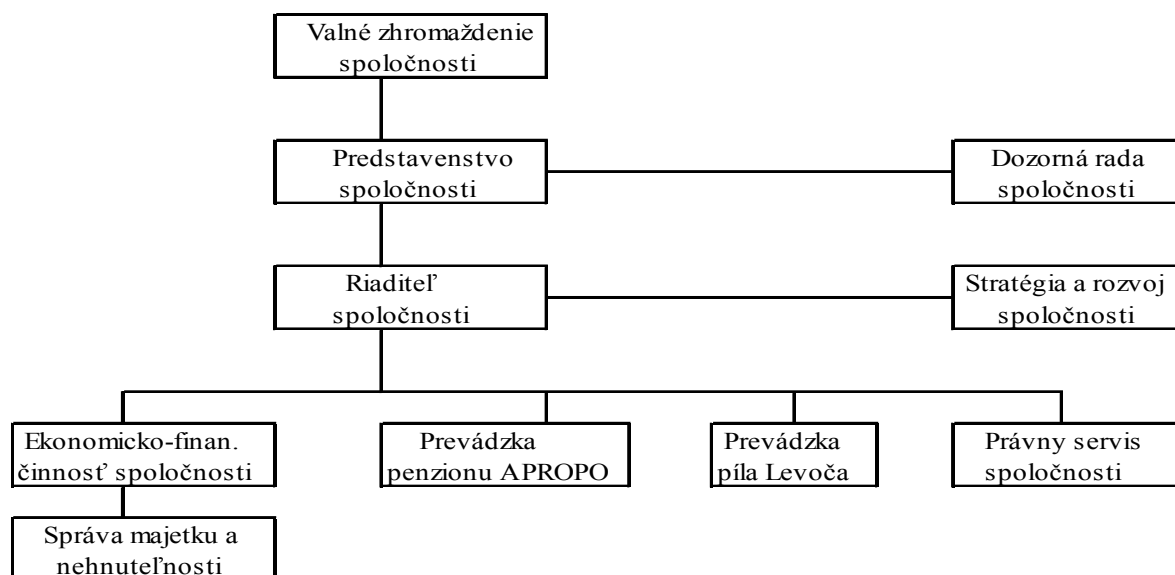 Valné zhromaždenie
spoločnosti
Predstavenstvo
spoločnosti
Dozorná rada
spoločnosti
Riaditeľ
spoločnosti
Stratégia a rozvoj
spoločnosti
Ekonomicko-finan.
činnosť spoločnosti
Prevádzka
penzionu APROPO
Prevádzka
píla Levoča
Právny servis
spoločnosti
Správa majetku a
nehnuteľnosti